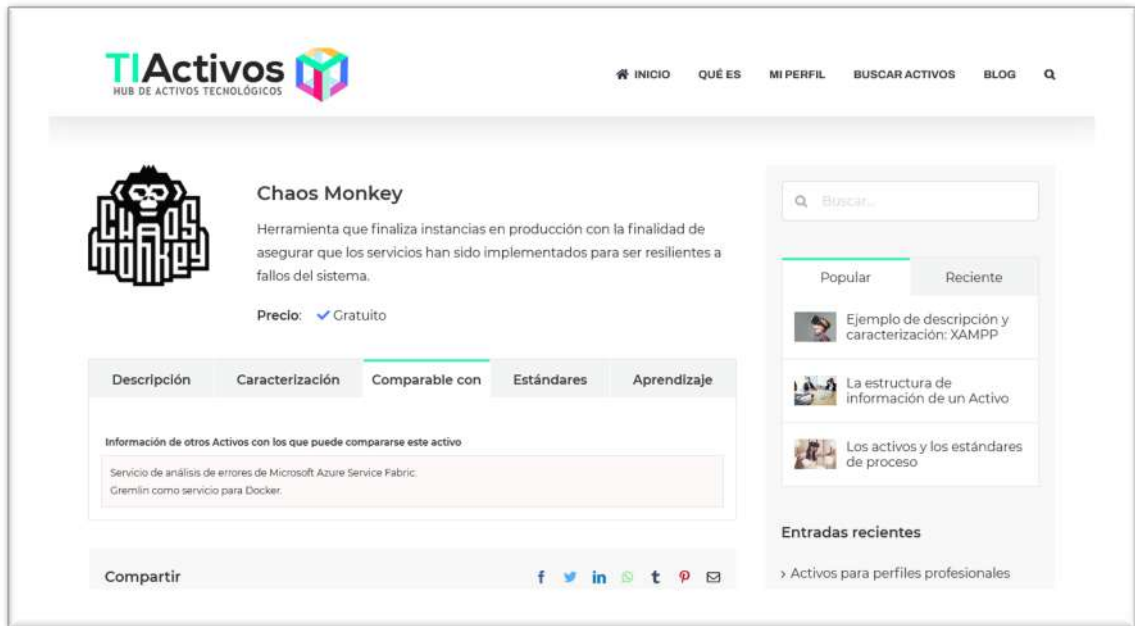 TIActivos
HUB DE ACTIVOS TECNOLÓGICOS
INICIO QUÉ ES MI PERFIL BUSCAR ACTIVOS BLOG
CHAOS
monkey
Chaos Monkey
Herramienta que finaliza instancias en producción con la finalidad de
asegurar que los servicios han sido implementados para ser resilientes a
fallos del sistema.
Precio: Gratuito
Descripción Caracterización Comparable con Estándares Aprendizaje
Información de otros Activos con los que puede compararse este activo
Servicio de análisis de errores de Microsoft Azure Service Fabric.
Gremlin como servicio para Docker.
Compartir
Buscar...
Popular Reciente
Ejemplo de descripción y
caracterización: XAMPP
La estructura de
información de un Activo
Los activos y los estándares
de proceso
Entradas recientes
Activos para perfiles profesionales